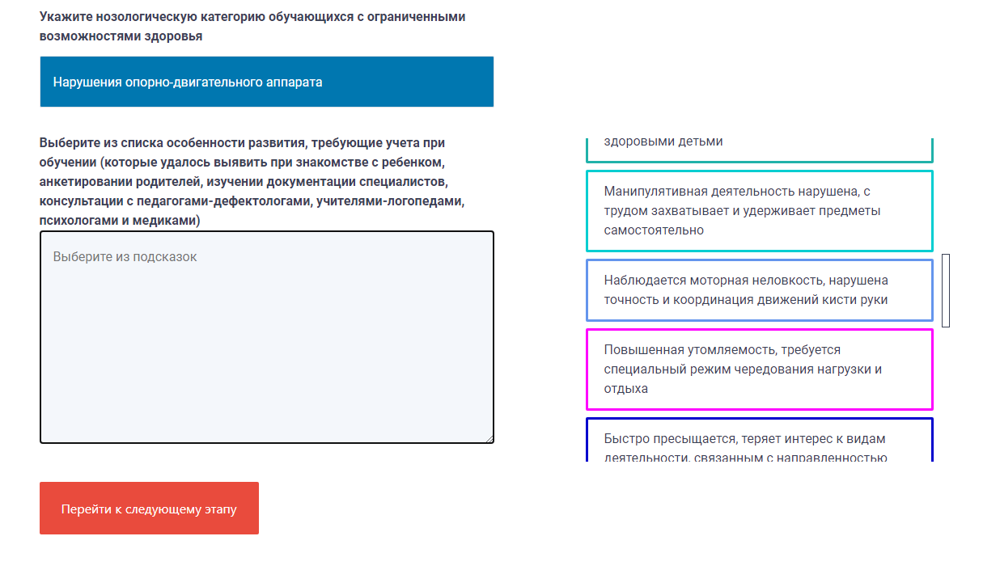 Укажите нозологическую категорию обучающихся с ограниченными
возможностями здоровья
Нарушения опорно-двигательного аппарата
Выберите из списка особенности развития, требующие учета при
обучении (которые удалось выявить при знакомстве с ребенком,
анкетировании родителей, изучении документации специалистов,
консультации с педагогами-дефектологами, учителями-логопедами,
психологами и медиками)
Выберите из подсказок
Перейти к следующему этапу
здоровыми детьми
Манипулятивная деятельность нарушена, с
трудом захватывает и удерживает предметы
самостоятельно
Наблюдается моторная неловкость, нарушена
точность и координация движений кисти руки
Повышенная утомляемость, требуется
специальный режим чередования нагрузки и
отдыха
Быстро пресыщается, теряет интерес к видам
деятельности, связанным с направленностью